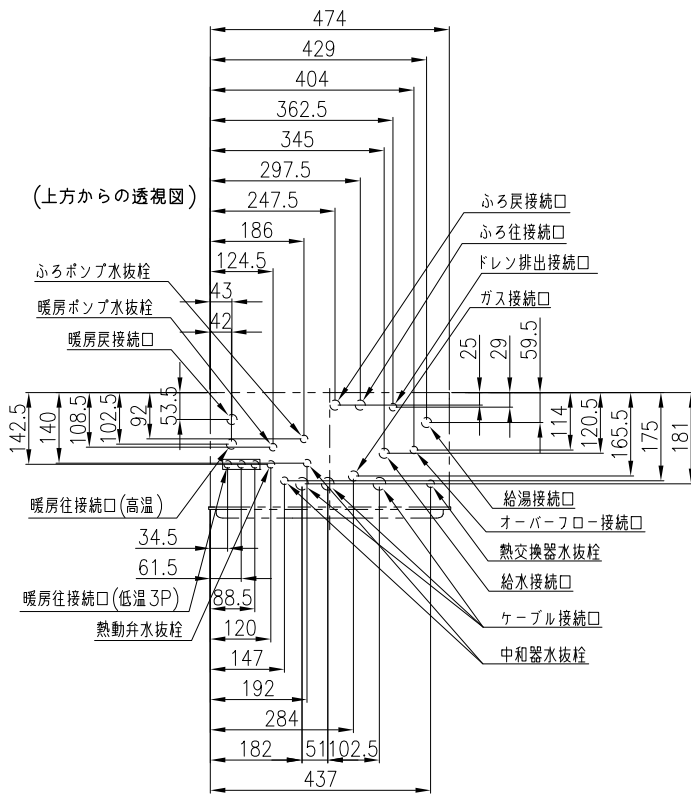 474
429
404
362.5
345
297.5
(上方からの透視図)
247.5
ふろ戻接続口
186
ふろ往接続口
124.5
ふろポンプ水抜栓
ドレン排出接続口
43
暖房ポンプ水抜栓
ガス接続口
42
暖房戻接続口
142.5
140
108.5
102.5
92
53.5
25
29
59.5
114
120.5
165.5
175
181
暖房往接続口(高温)
給湯接続口
オーバーフロー接続口
34.5
熱交換器水抜栓
61.5
給水接続口
暖房往接続口(低温3P)
88.5
ケーブル接続口
熱動弁水抜栓
120
147
中和器水抜栓
192
284
182
51
102.5
437